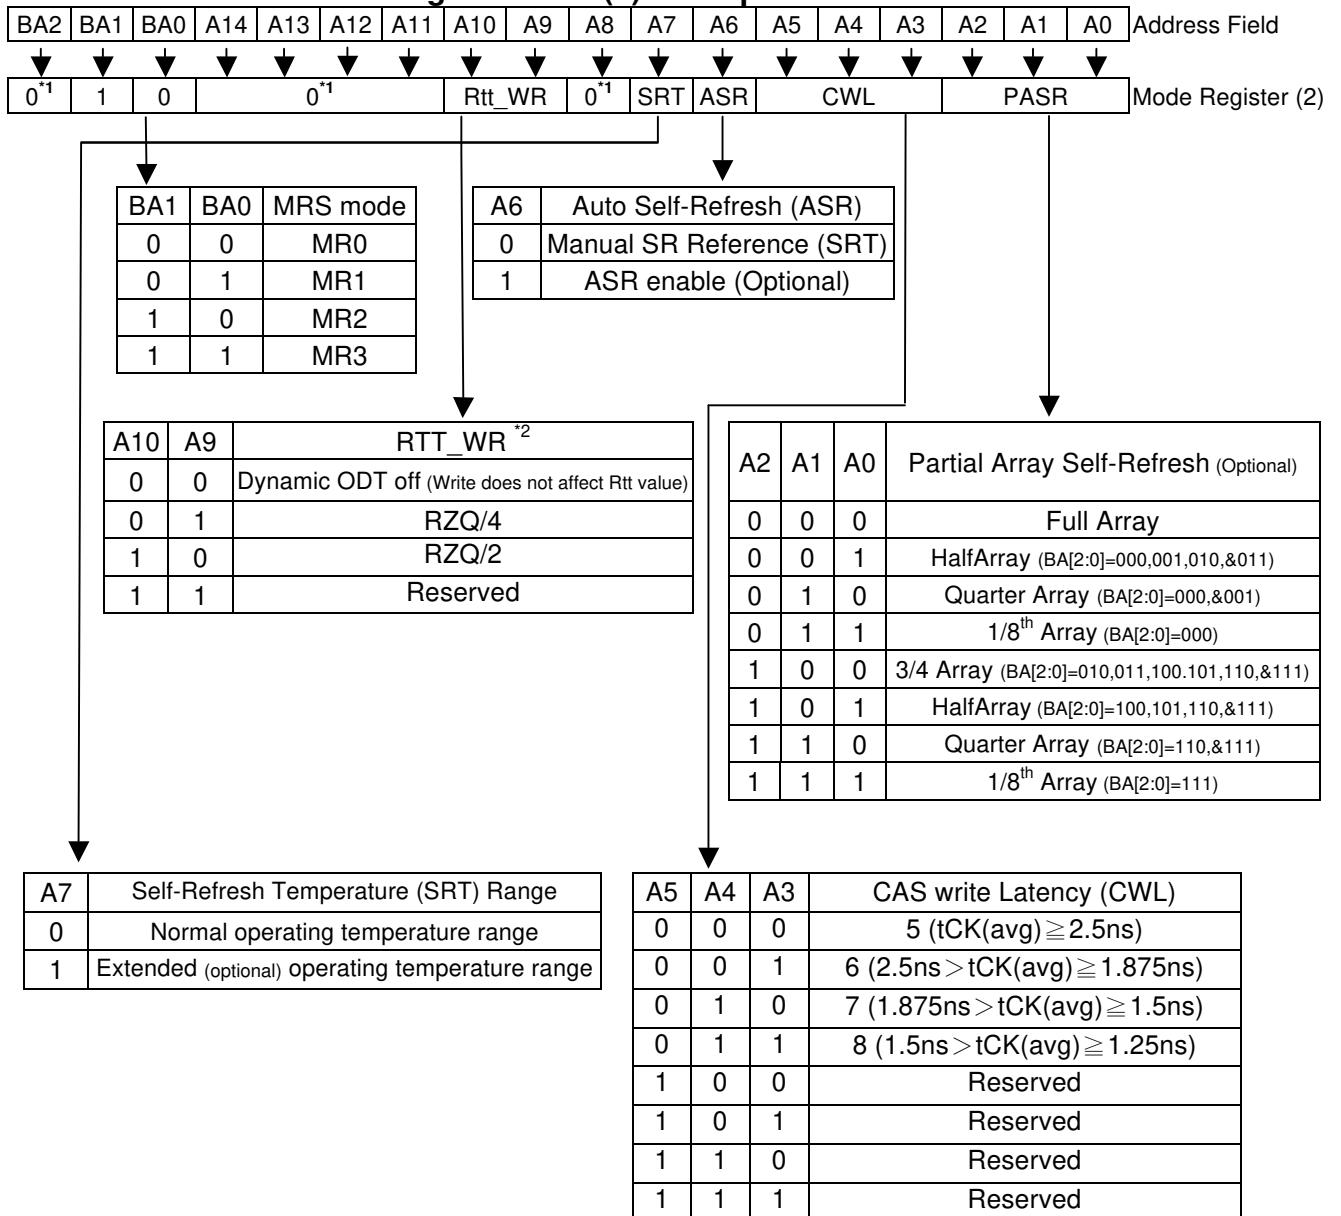 BA2 BA1 BA0 A14 A13 A12 A11 A10 A9 A8 A7 A6 A5 A4 A3 A2 A1 A0 Address Field
0*1 1 0 0*1 Rtt_WR 0*1 SRT ASR CWL PASR Mode Register (2)
BA1 BA0 MRS mode
0 0 MR0
0 1 MR1
1 0 MR2
1 1 MR3
A6 Auto Self-Refresh (ASR)
0 Manual SR Reference (SRT)
1 ASR enable (Optional)
A10 A9 RTT_WR *2
0 0 Dynamic ODT off (Write does not affect Rtt value)
0 1 RZQ/4
1 0 RZQ/2
1 1 Reserved
A2 A1 A0 Partial Array Self-Refresh (Optional)
0 0 0 Full Array
0 0 1 HalfArray (BA[2:0]=000,001,010,&011)
0 1 0 Quarter Array (BA[2:0]=000,&001)
0 1 1 1/8th Array (BA[2:0]=000)
1 0 0 3/4 Array (BA[2:0]=010,011,100.101,110,&111)
1 0 1 HalfArray (BA[2:0]=100,101,110,&111)
1 1 0 Quarter Array (BA[2:0]=110,&111)
1 1 1 1/8th Array (BA[2:0]=111)
A7 Self-Refresh Temperature (SRT) Range
0 Normal operating temperature range
1 Extended (optional) operating temperature range
A5 A4 A3 CAS write Latency (CWL)
0 0 0 5 (tCK(avg)≧2.5ns)
0 0 1 6 (2.5ns＞tCK(avg)≧1.875ns)
0 1 0 7 (1.875ns＞tCK(avg)≧1.5ns)
0 1 1 8 (1.5ns＞tCK(avg)≧1.25ns)
1 0 0 Reserved
1 0 1 Reserved
1 1 0 Reserved
1 1 1 Reserved